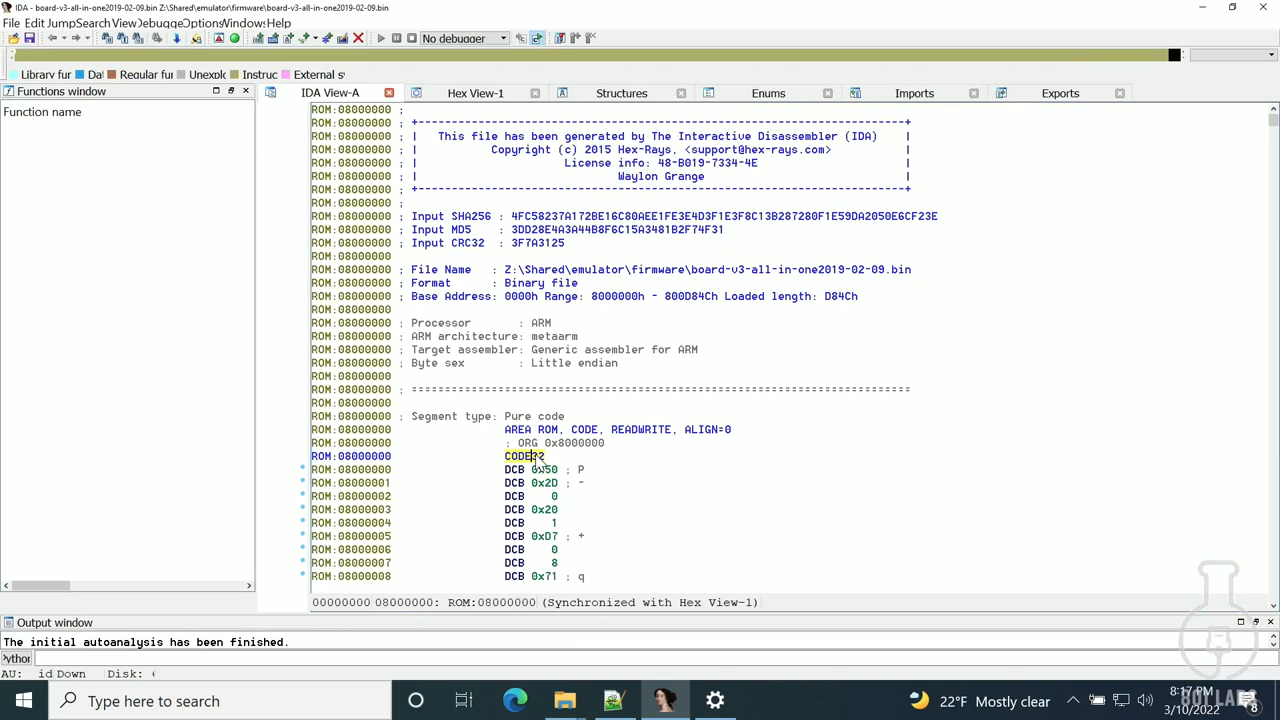 IDA - board-v3-all-in-one2019-02-09.bin Z:\Shared\emulator\firmware\board-v3-all-in-one2019-02-09.bin
File Edit Jump Search View Debugger Options Windows Help
No debugger
Library fur Dat Regular fur Unexplo Instruc External sy
Functions window
Function name
IDA View-A Hex View-1 Structures Enums Imports Exports
ROM:08000000 ;
ROM:08000000 ; +-------------------------------------------------------------------------+
ROM:08000000 ; | This file has been generated by The Interactive Disassembler (IDA) |
ROM:08000000 ; | Copyright (c) 2015 Hex-Rays, <support@hex-rays.com> |
ROM:08000000 ; | License info: 48-B019-7334-4E |
ROM:08000000 ; | Waylon Grange |
ROM:08000000 ; +-------------------------------------------------------------------------+
ROM:08000000 ;
ROM:08000000 ; Input SHA256 : 4FC58237A172BE16C80AEE1FE3E4D3F1E3F8C13B287280F1E59DA2050E6CF23E
ROM:08000000 ; Input MD5 : 3DD28E4A3A44B8F6C15A3481B2F74F31
ROM:08000000 ; Input CRC32 : 3F7A3125
ROM:08000000
ROM:08000000 ; File Name : Z:\Shared\emulator\firmware\board-v3-all-in-one2019-02-09.bin
ROM:08000000 ; Format : Binary file
ROM:08000000 ; Base Address: 0000h Range: 8000000h - 800D84Ch Loaded length: D84Ch
ROM:08000000
ROM:08000000 ; Processor : ARM
ROM:08000000 ; ARM architecture: metaarm
ROM:08000000 ; Target assembler: Generic assembler for ARM
ROM:08000000 ; Byte sex : Little endian
ROM:08000000
ROM:08000000 ; ===========================================================================
ROM:08000000
ROM:08000000 ; Segment type: Pure code
ROM:08000000 AREA ROM, CODE, READWRITE, ALIGN=0
ROM:08000000 ; ORG 0x8000000
ROM:08000000 CODE32
ROM:08000000 DCB 0x50 ; P
ROM:08000001 DCB 0x2D ; -
ROM:08000002 DCB 0
ROM:08000003 DCB 0x20
ROM:08000004 DCB 1
ROM:08000005 DCB 0xD7 ; +
ROM:08000006 DCB 0
ROM:08000007 DCB 8
ROM:08000008 DCB 0x71 ; q
00000000 08000000: ROM:08000000 (Synchronized with Hex View-1)
Output window
The initial autoanalysis has been finished.
Python
AU: id Down Disk:
Type here to search
22°F Mostly clear
8:17 PM
3/10/2022
8